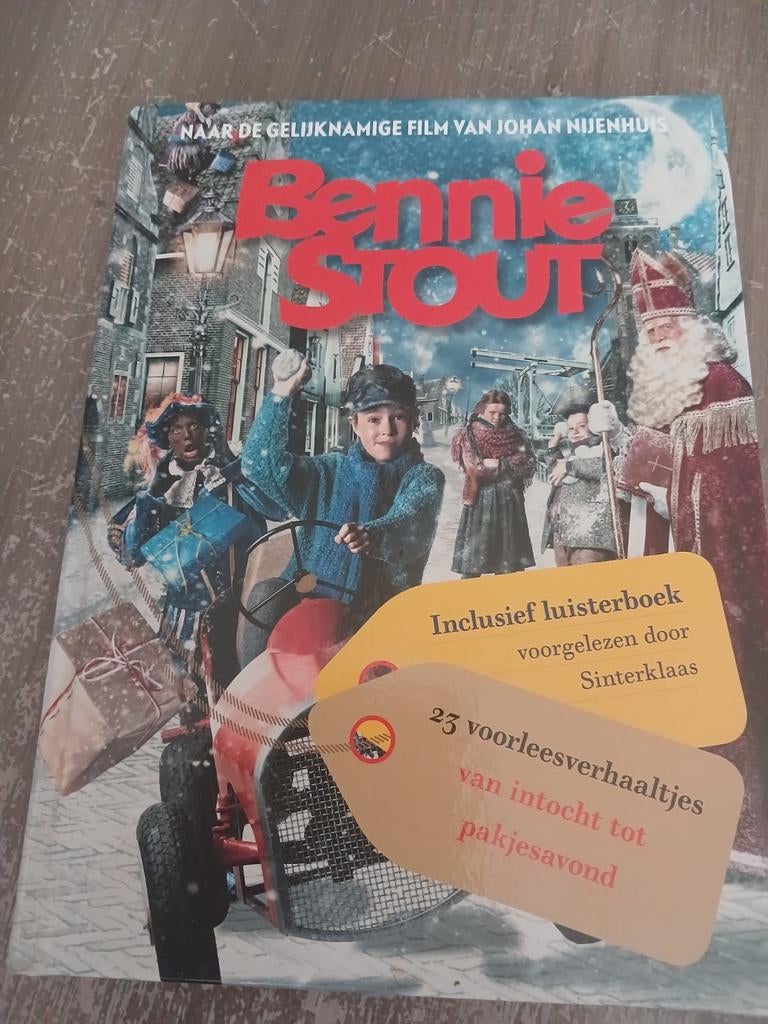 NAAR DE GELIJKNAMIGE FILM VAN JOHAN NIJENHUIS
Bennie
STOUT
Inclusief luisterboek
voorgelezen door
Sinterklaas
23 voorleesverhaaltjes
van intocht tot
pakjesavond